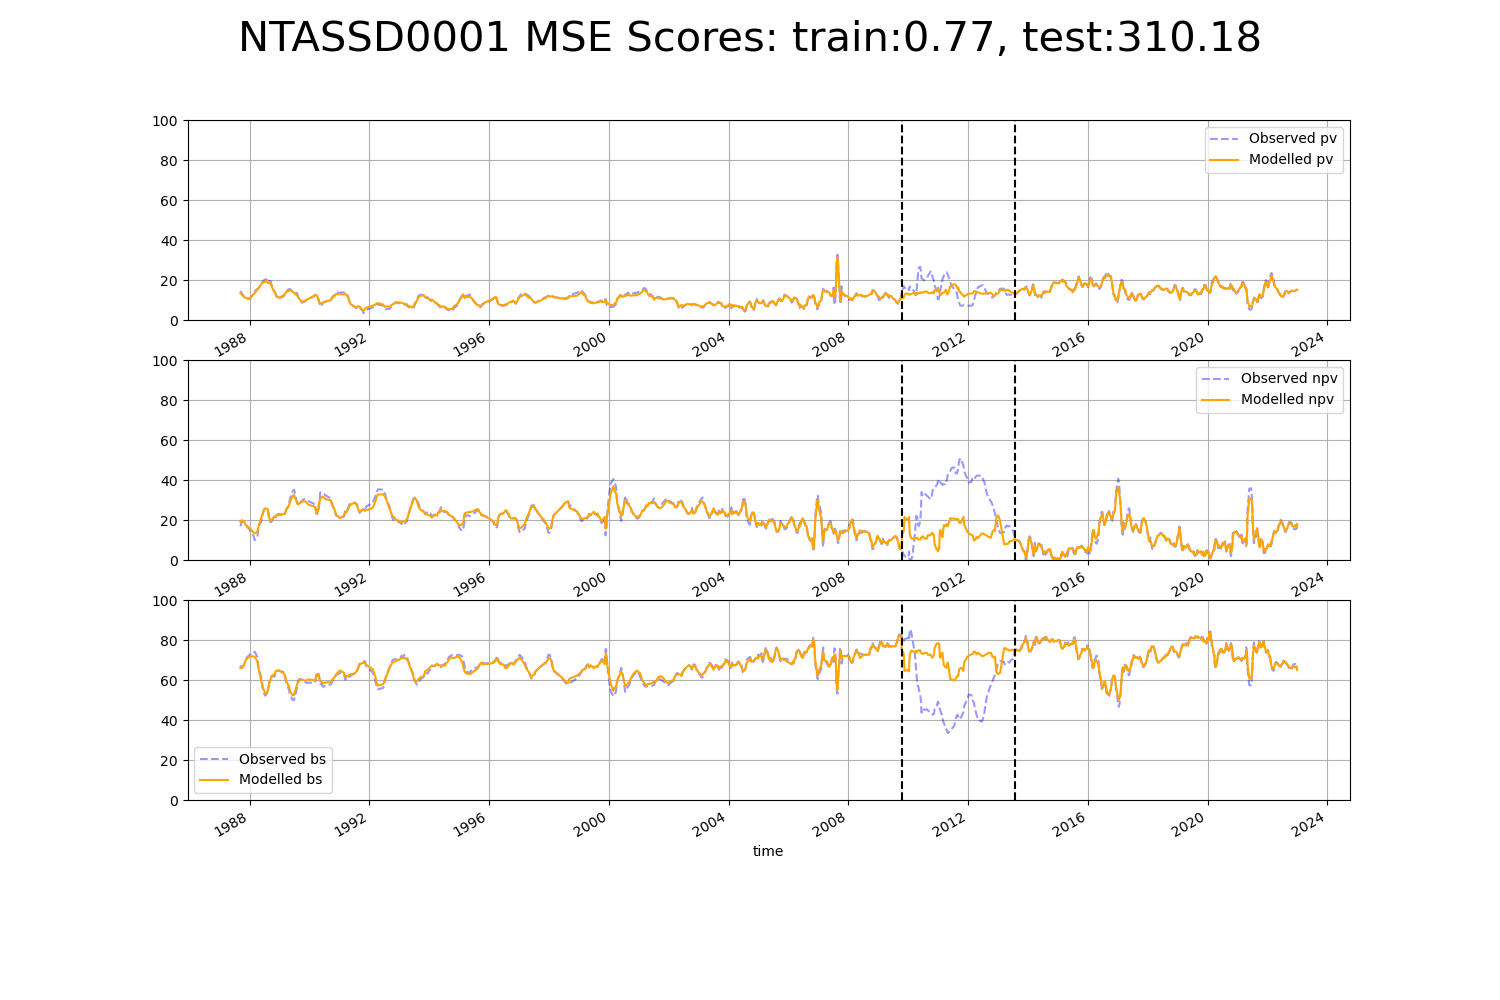 NTASSD0001 MSE Scores: train:0.77, test:310.18
100
80
60
40
20
0
Observed pv
Modelled pv
1988 1992 1996 2000 2004 2008 2012 2016 2020 2024
100
80
60
40
20
0
Observed npv
Modelled npv
1988 1992 1996 2000 2004 2008 2012 2016 2020 2024
100
80
60
40
20
0
Observed bs
Modelled bs
1988 1992 1996 2000 2004 2008 2012 2016 2020 2024
time